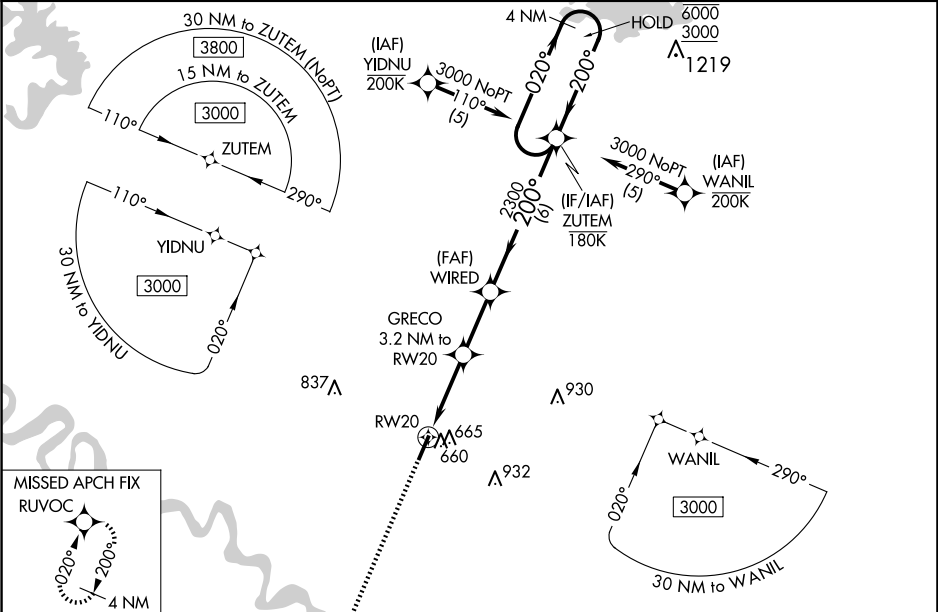 30 NM to ZUTEM (NoPT)
3800
15 NM to ZUTEM
3000
110°
ZUTEM
290°
(IAF)
YIDNU
200K
3000 NoPT
110°
(5)
4 NM
HOLD
6000
3000
1219
020°
200°
3000 NoPT
290°
(5)
(IAF)
WANIL
200K
(IF/IAF)
ZUTEM
180K
2300
200°
(6)
110°
YIDNU
3000
30 NM to YIDNU
020°
(FAF)
WIRED
GRECO
3.2 NM to
RW20
837
930
RW20
665
660
932
WANIL
290°
020°
3000
30 NM to WANIL
MISSED APCH FIX
RUVOC
020°
200°
4 NM